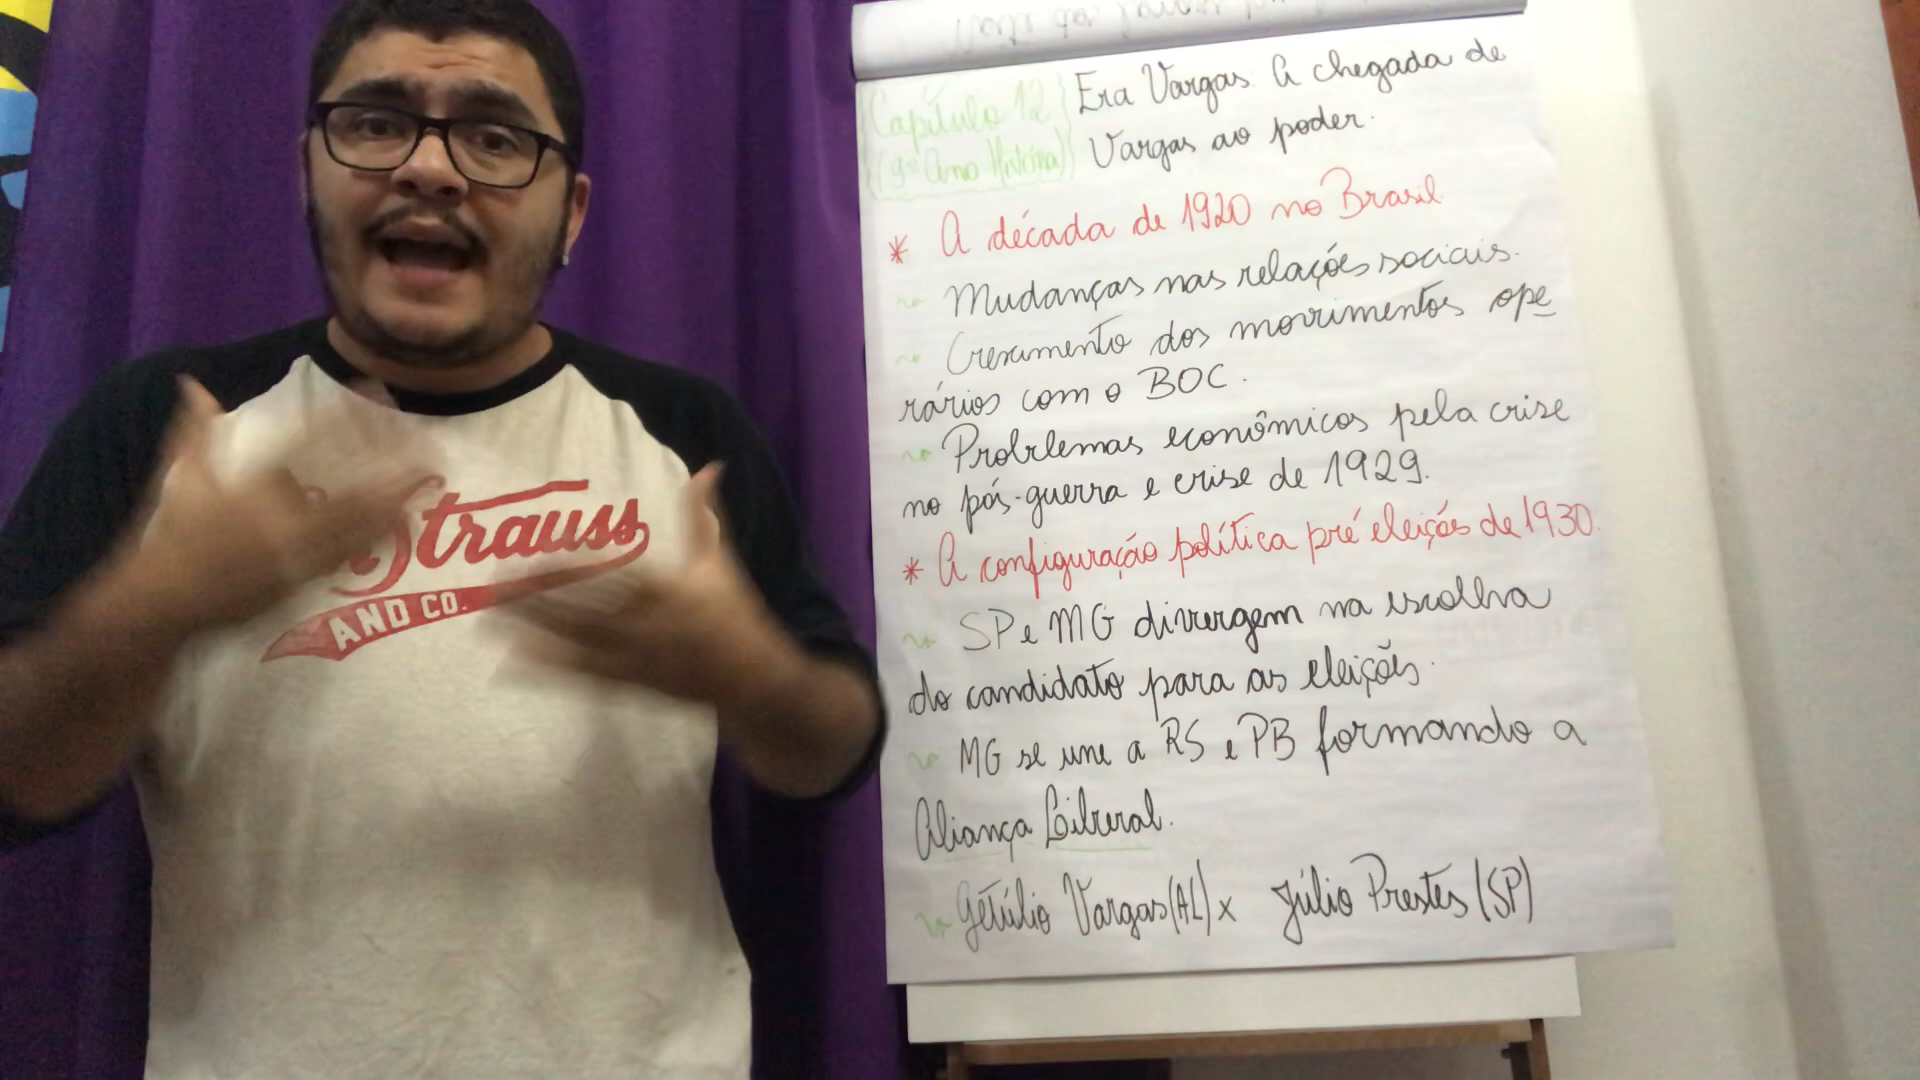 Strauss
AND CO.
Capítulo 12
(9º Ano História)
Era Vargas: A chegada de
Vargas ao poder.
* A década de 1920 no Brasil
Mudanças nas relações sociais.
Crescimento dos movimentos ope
rários com o BOC.
Problemas econômicos pela crise
no pós-guerra e crise de 1929.
* A configuração política pré eleições de 1930.
SP e MG divergem na escolha
do candidato para as eleições.
MG se une a RS e PB formando a
Aliança Liberal.
Getúlio Vargas (AL) x Júlio Prestes (SP)